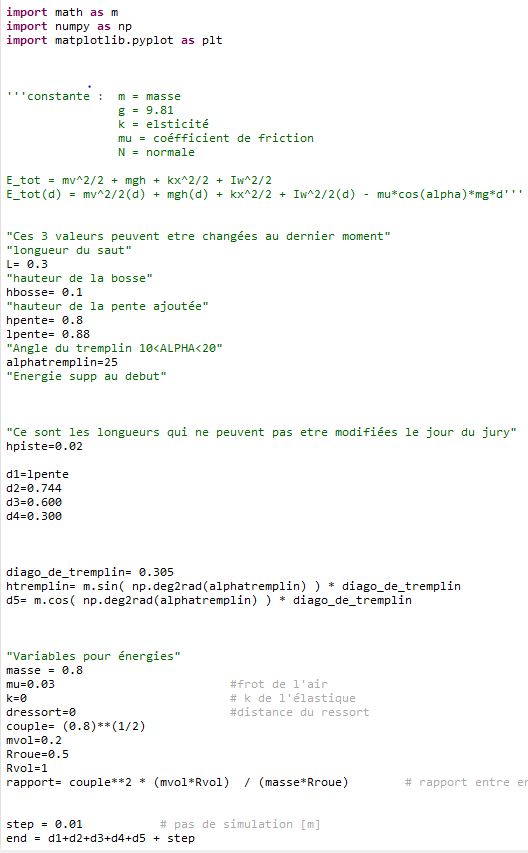 import math as m
import numpy as np
import matplotlib.pyplot as plt
'''constante :  m = masse
g = 9.81
k = elsticité
mu = coéfficient de friction
N = normale
E_tot = mv^2/2 + mgh + kx^2/2 + Iw^2/2
E_tot(d) = mv^2/2(d) + mgh(d) + kx^2/2 + Iw^2/2(d) - mu*cos(alpha)*mg*d'''
"Ces 3 valeurs peuvent etre changées au dernier moment"
"longueur du saut"
L= 0.3
"hauteur de la bosse"
hbosse= 0.1
"hauteur de la pente ajoutée"
hpente= 0.8
lpente= 0.88
"Angle du tremplin 10<ALPHA<20"
alphatremplin=25
"Energie supp au debut"
"Ce sont les longueurs qui ne peuvent pas etre modifiées le jour du jury"
hpiste=0.02
d1=lpente
d2=0.744
d3=0.600
d4=0.300
diago_de_tremplin= 0.305
htremplin= m.sin( np.deg2rad(alphatremplin) ) * diago_de_tremplin
d5= m.cos( np.deg2rad(alphatremplin) ) * diago_de_tremplin
"Variables pour énergies"
masse = 0.8
mu=0.03 #frot de l'air
k=0 # k de l'élastique
dressort=0 #distance du ressort
couple= (0.8)**(1/2)
mvol=0.2
Rroue=0.5
Rvol=1
rapport= couple**2 * (mvol*Rvol)  / (masse*Rroue) # rapport entre
step = 0.01 # pas de simulation [m]
end = d1+d2+d3+d4+d5 + step